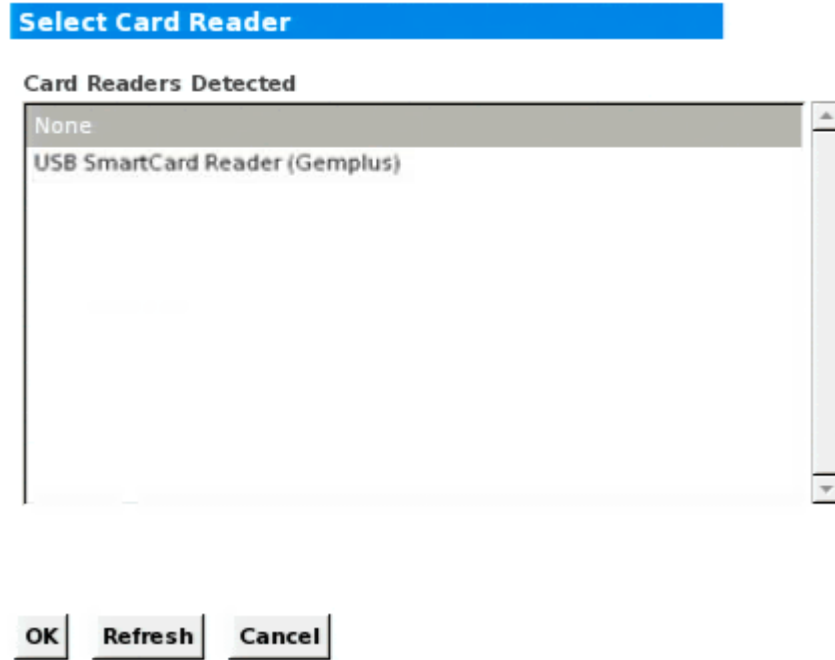 Select Card Reader
Card Readers Detected
None
USB SmartCard Reader (Gemplus)
OK Refresh Cancel